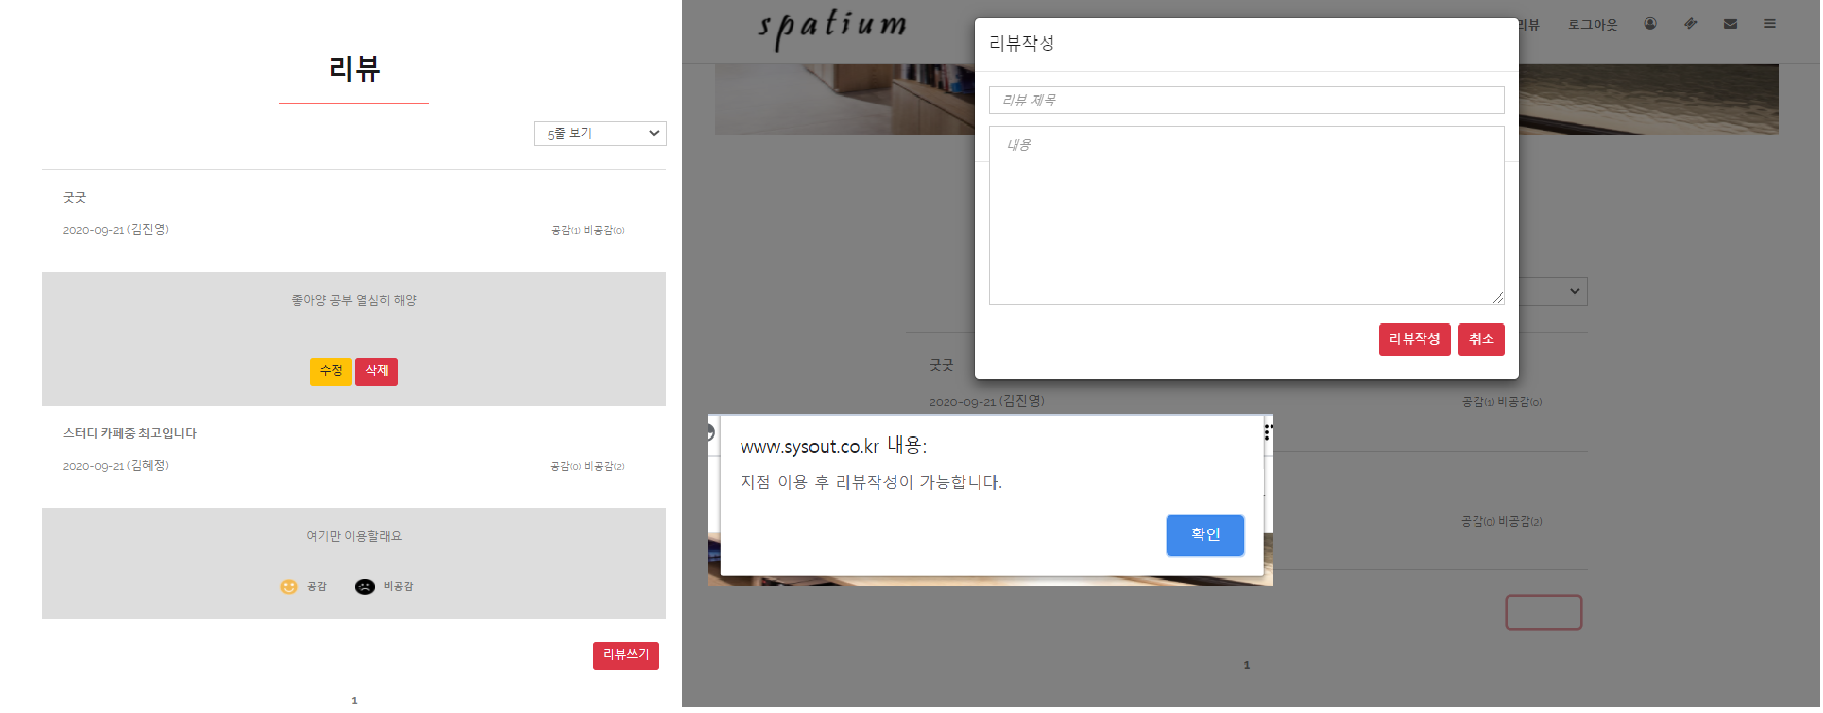 리뷰
5줄 보기
굿굿
2020-09-21 (김진영)
공감(1) 비공감(0)
좋아양 공부 열심히 해양
수정 삭제
스터디 카페중 최고입니다
2020-09-21 (김혜정)
공감(0) 비공감(2)
여기만 이용할래요
공감 비공감
리뷰쓰기
1
spatium
리뷰 로그아웃
리뷰작성
리뷰 제목
내용
리뷰작성 취소
굿굿
2020-09-21 (김진영)
공감(1) 비공감(0)
www.sysout.co.kr 내용:
지점 이용 후 리뷰작성이 가능합니다.
확인
공감(0) 비공감(2)
1